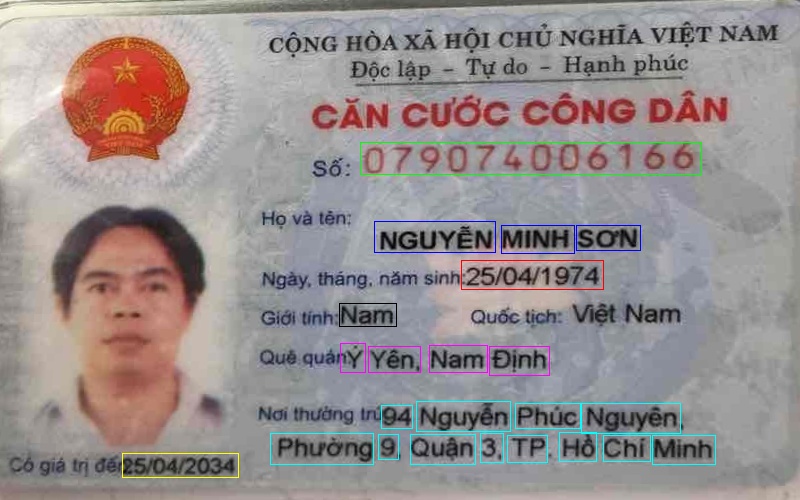 CỘNG HÒA XÃ HỘI CHỦ NGHĨA VIỆT NAM
Độc lập - Tự do - Hạnh phúc
CĂN CƯỚC CÔNG DÂN
Số: 079074006166
Họ và tên:
NGUYỄN MINH SƠN
Ngày, tháng, năm sinh: 25/04/1974
Giới tính: Nam Quốc tịch: Việt Nam
Quê quán: Ý Yên, Nam Định
Nơi thường trú: 94 Nguyễn Phúc Nguyên,
Phường 9, Quận 3, TP. Hồ Chí Minh
Có giá trị đến: 25/04/2034